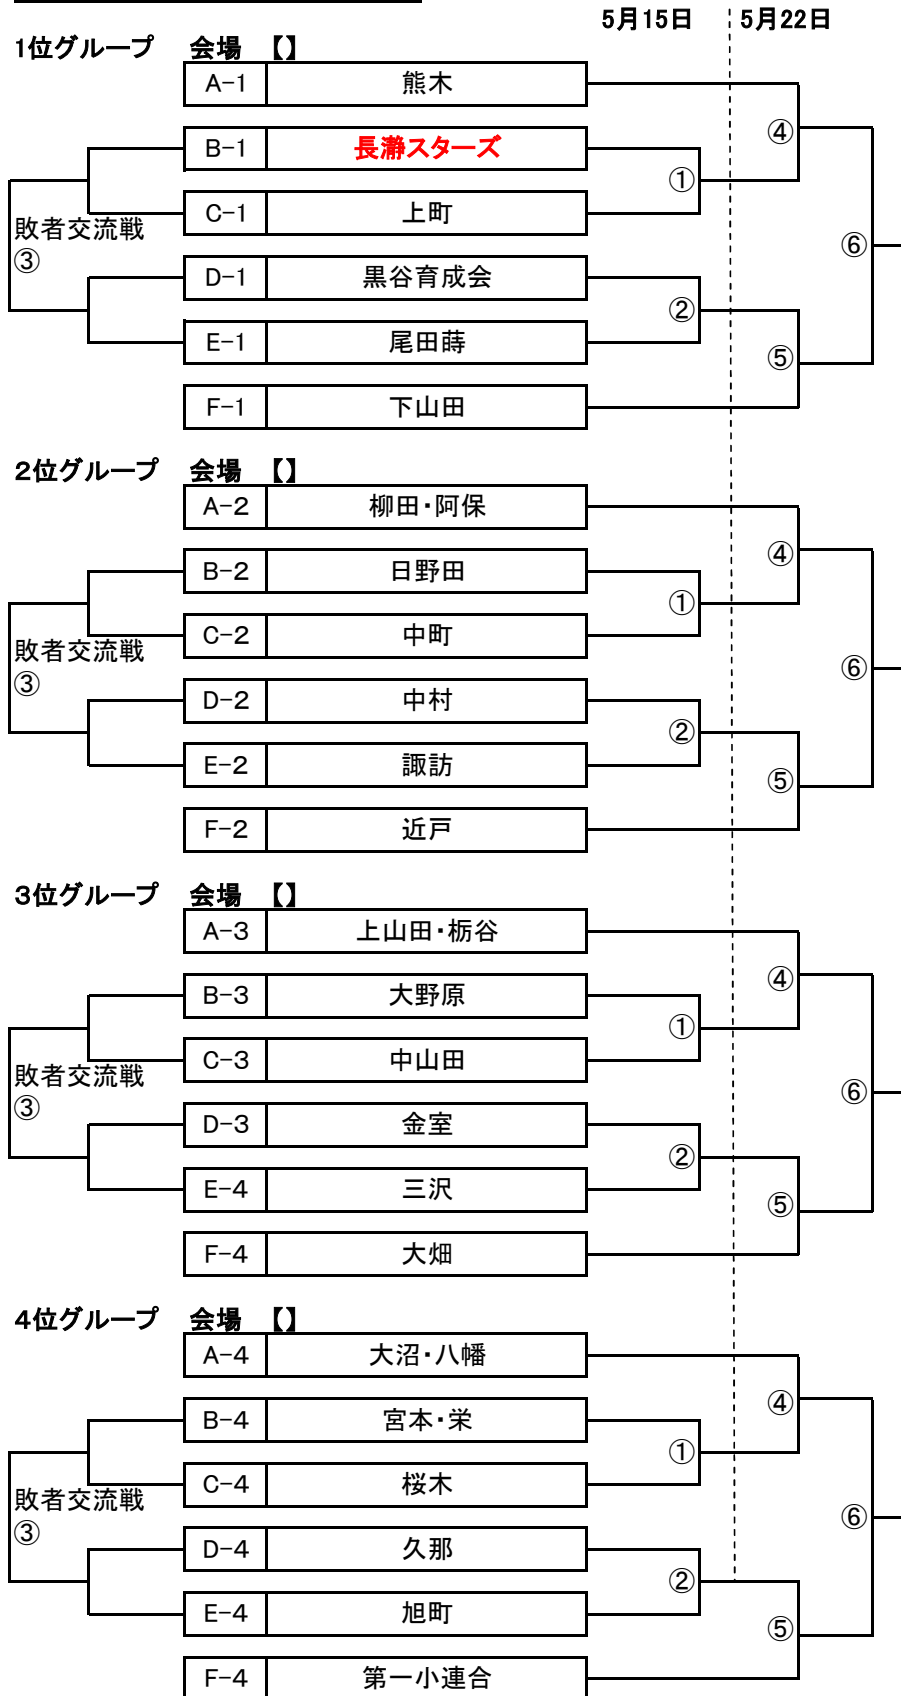 5月15日 5月22日
1位グループ 会場 【】
A-1 熊木
④
B-1 長瀞スターズ
①
C-1 上町
敗者交流戦
③
⑥
D-1 黒谷育成会
②
E-1 尾田蒔
⑤
F-1 下山田
2位グループ 会場 【】
A-2 柳田・阿保
④
B-2 日野田
①
C-2 中町
敗者交流戦
③
⑥
D-2 中村
②
E-2 諏訪
⑤
F-2 近戸
3位グループ 会場 【】
A-3 上山田・栃谷
④
B-3 大野原
①
C-3 中山田
敗者交流戦
③
⑥
D-3 金室
②
E-4 三沢
⑤
F-4 大畑
4位グループ 会場 【】
A-4 大沼・八幡
④
B-4 宮本・栄
①
C-4 桜木
敗者交流戦
③
⑥
D-4 久那
②
E-4 旭町
⑤
F-4 第一小連合